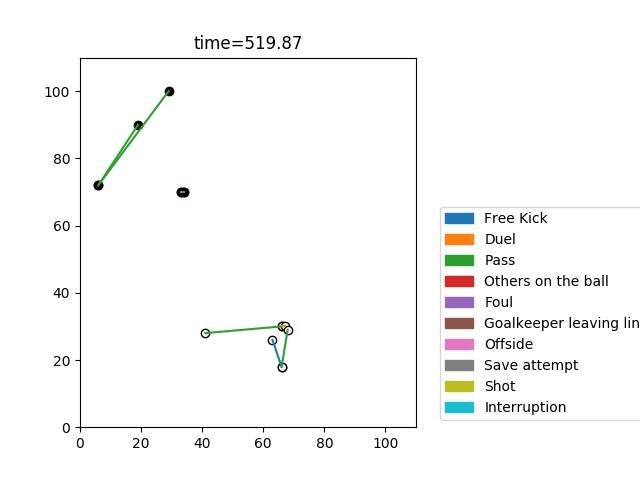 time=519.87
100
80
60
40
20
0
0 20 40 60 80 100
Free Kick
Duel
Pass
Others on the ball
Foul
Goalkeeper leaving lin
Offside
Save attempt
Shot
Interruption